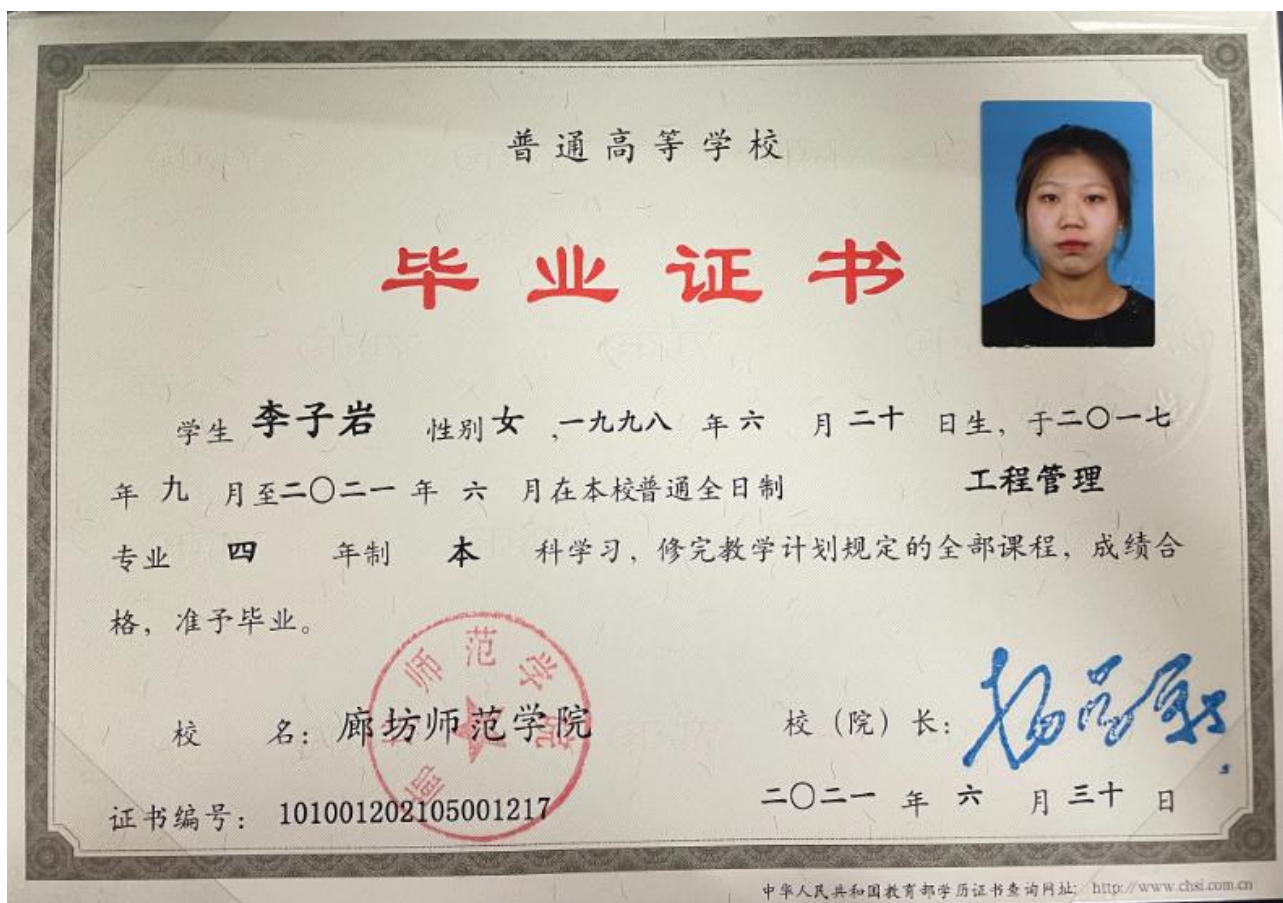 普通高等学校
毕业证书
学生 李子岩 性别 女 ,一九九八 年 六 月 二十 日生, 于二〇一七
年 九 月至二〇二一 年 六 月在本校普通全日制 工程管理
专业 四 年制 本 科学习, 修完教学计划规定的全部课程, 成绩合
格, 准予毕业。
廊坊师范学院
校 名: 廊坊师范学院 校（院）长:
证书编号: 101001202105001217 二〇二一 年 六 月 三十 日
中华人民共和国教育部学历证书查询网址: http://www.chsi.com.cn